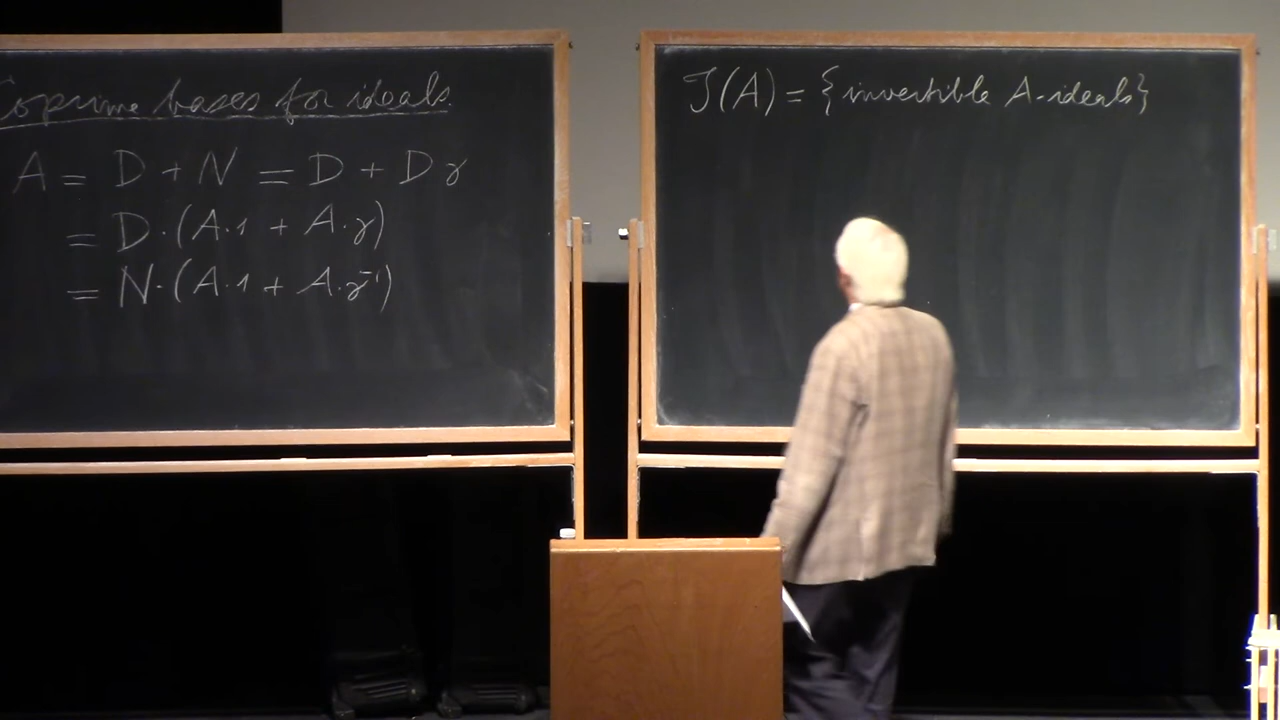 Coprime bases for ideals.
A = D + N = D + Dγ
= D·(A·1 + A·γ)
= N·(A·1 + A·γ⁻¹)
I(A) = {invertible A-ideals}